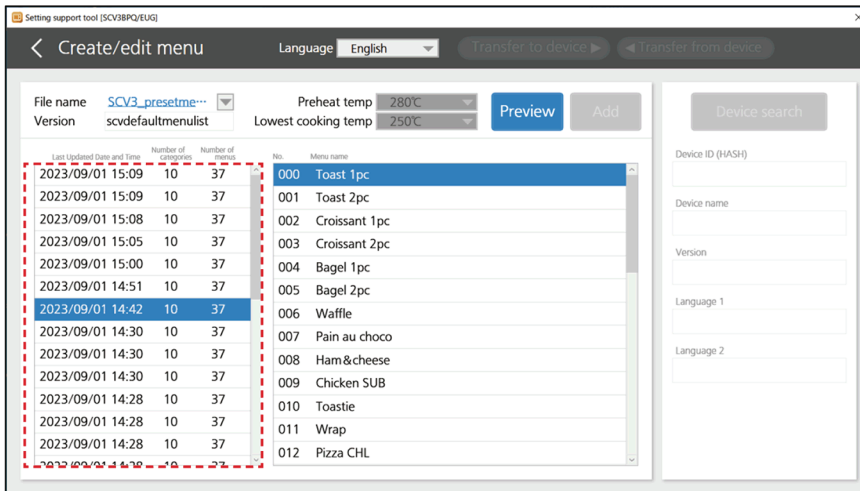 Setting support tool [SCV3BPQ/EUG]
Create/edit menu
Language English
Transfer to device
Transfer from device
File name SCV3_presetme···
Version scvdefaultmenulist
Preheat temp 280℃
Lowest cooking temp 250℃
Preview
Add
Device search
Last Updated Date and Time Number of categories Number of menus
2023/09/01 15:09 10 37
2023/09/01 15:09 10 37
2023/09/01 15:08 10 37
2023/09/01 15:05 10 37
2023/09/01 15:00 10 37
2023/09/01 14:51 10 37
2023/09/01 14:42 10 37
2023/09/01 14:30 10 37
2023/09/01 14:30 10 37
2023/09/01 14:30 10 37
2023/09/01 14:28 10 37
2023/09/01 14:28 10 37
2023/09/01 14:28 10 37
No. Menu name
000 Toast 1pc
001 Toast 2pc
002 Croissant 1pc
003 Croissant 2pc
004 Bagel 1pc
005 Bagel 2pc
006 Waffle
007 Pain au choco
008 Ham&cheese
009 Chicken SUB
010 Toastie
011 Wrap
012 Pizza CHL
Device ID (HASH)
Device name
Version
Language 1
Language 2